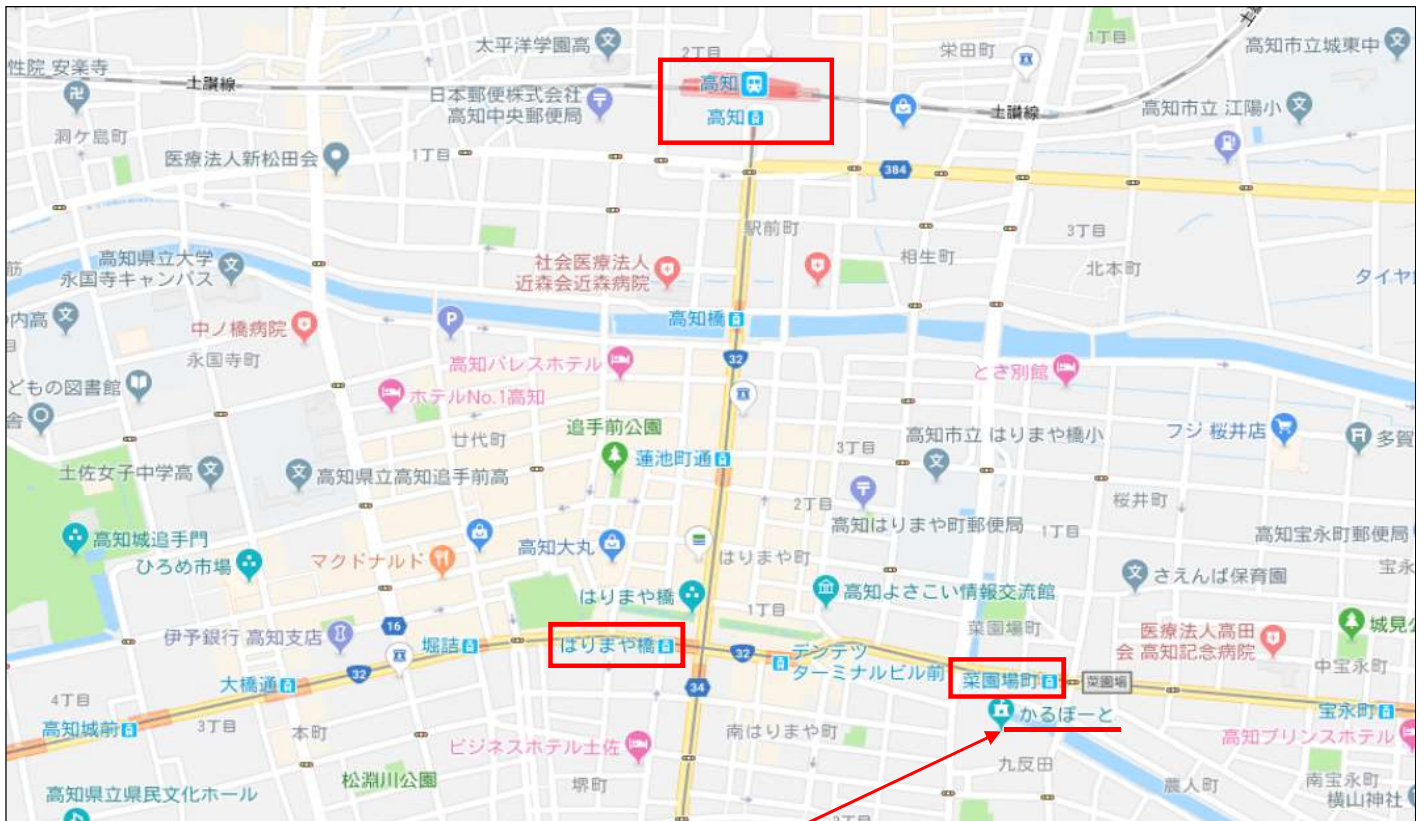 太平洋学園高
2丁目
栄田町
1丁目
高知市立城東中
性院 安楽寺
土讃線
高知
日本郵便株式会社
高知中央郵便局
高知
土讃線
高知市立 江陽小
洞ケ島町
医療法人新松田会
1丁目
384
駅前町
3丁目
筋
高知県立大学
永国寺キャンパス
社会医療法人
近森会近森病院
相生町
北本町
タイヤ
内高
中ノ橋病院
P
高知橋
永国寺町
高知パレスホテル
32
とさ別館
どもの図書館
ホテルNo.1高知
舎
廿代町
追手前公園
3丁目
高知市立 はりまや橋小
フジ 桜井店
多賀
土佐女子中学高
高知県立高知追手前高
蓮池町通
2丁目
桜井町
高知はりまや町郵便局
1丁目
高知城追手門
ひろめ市場
マクドナルド
高知大丸
はりまや町
高知宝永町郵便局
さえんば保育園
宝永
はりまや橋
1丁目
高知よさこい情報交流館
伊予銀行 高知支店
16
堀詰
はりまや橋
32
デンテツ
ターミナルビル前
菜園場町
医療法人高田
会 高知記念病院
城見公
中宝永町
大橋通
32
34
菜園場町
菜園場
4丁目
高知城前
3丁目
本町
ビジネスホテル土佐
南はりまや町
かるぽーと
宝永町
高知プリンスホテル
松淵川公園
堺町
九反田
農人町
南宝永町
横山神社
高知県立県民文化ホール
2丁目